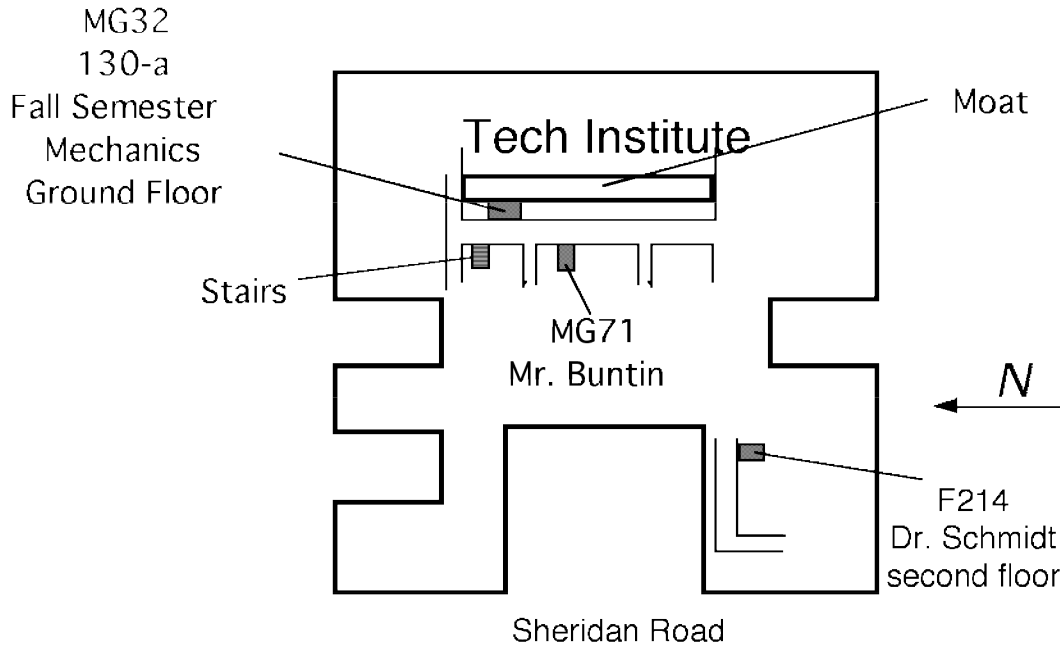 MG32
130-a
Fall Semester
Mechanics
Ground Floor
Tech Institute
Moat
Stairs
MG71
Mr. Buntin
N
F214
Dr. Schmidt
second floor
Sheridan Road